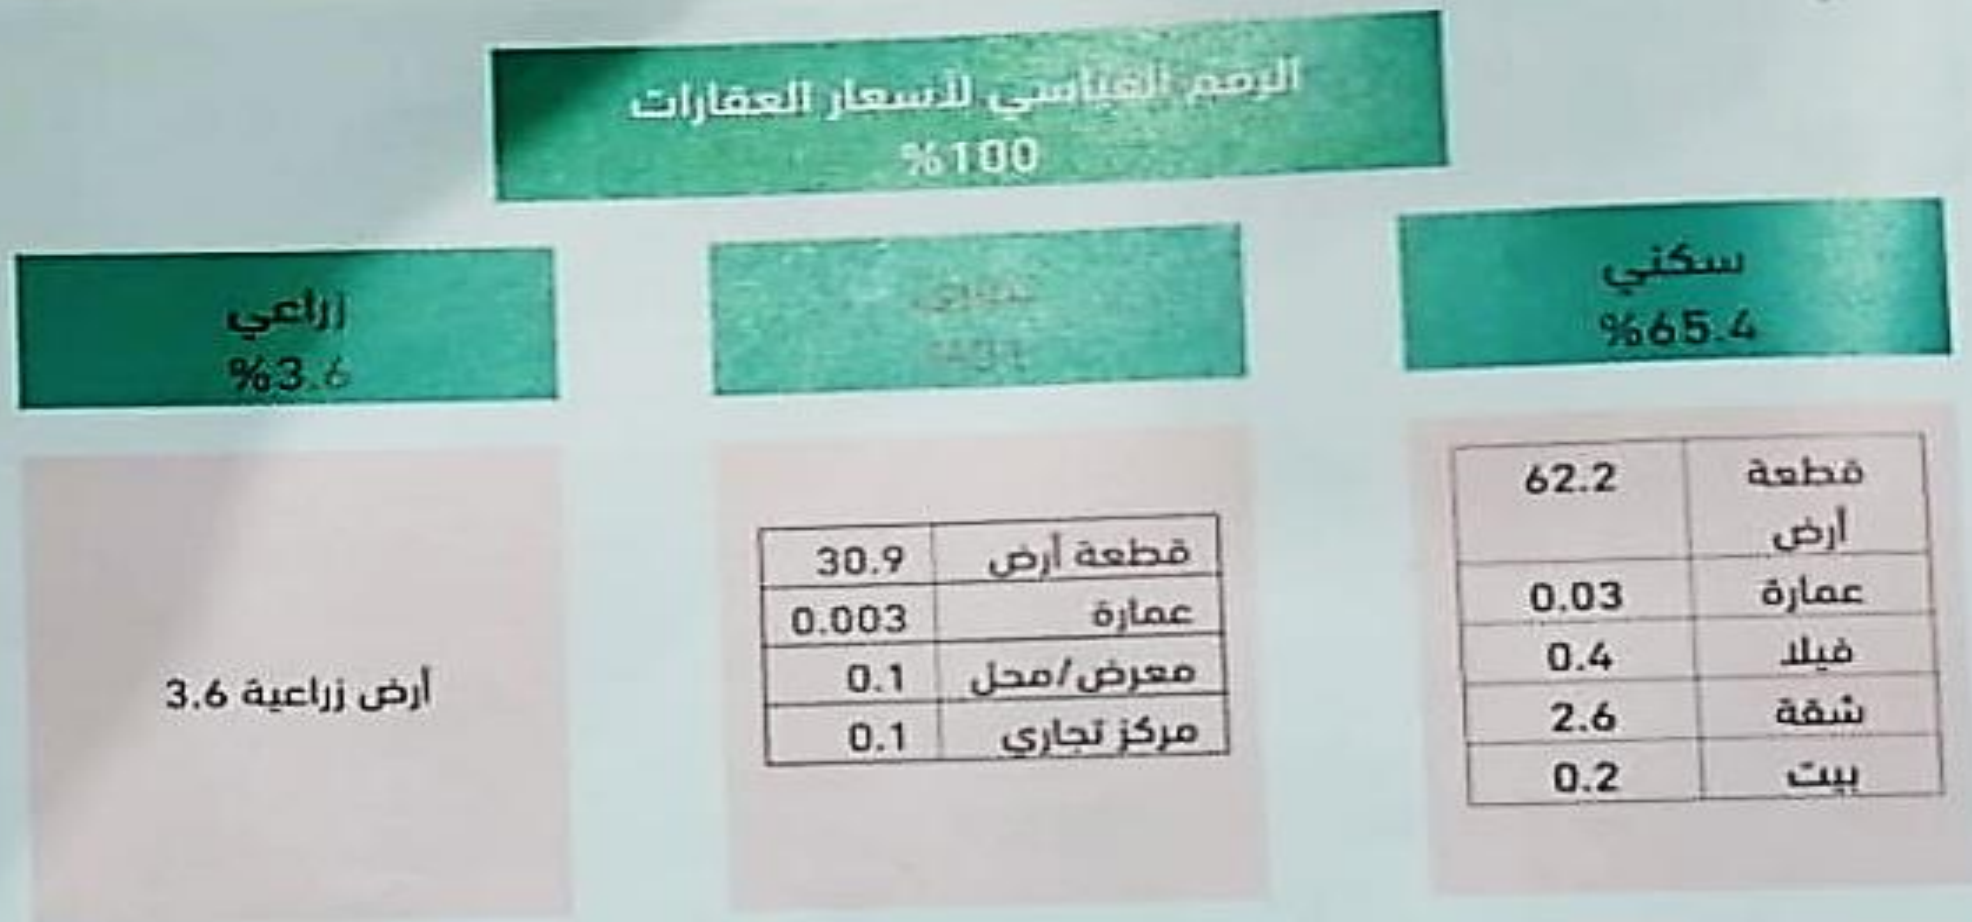 الرقم القياسي لأسعار العقارات
%100
سكني
%65.4
قطعة أرض 62.2
عمارة 0.03
فيلا 0.4
شقة 2.6
بيت 0.2
قطعة أرض 30.9
عمارة 0.003
معرض/محل 0.1
مركز تجاري 0.1
زراعي
%3.6
أرض زراعية 3.6